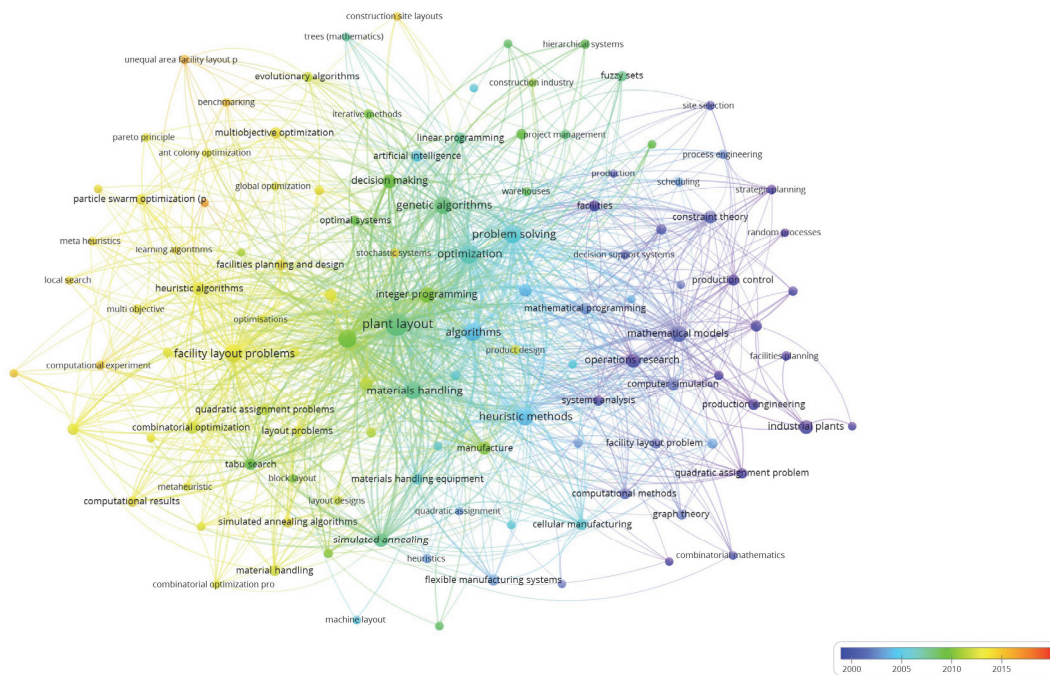 construction site layouts
trees (mathematics)
hierarchical systems
unequal area facility layout p
evolutionary algorithms
construction industry
fuzzy sets
benchmarking
site selection
iterative methods
pareto principle
multiobjective optimization
linear programming
project management
ant colony optimization
artificial intelligence
process engineering
production
scheduling
global optimization
decision making
warehouses
strategic planning
particle swarm optimization (p
genetic algorithms
facilities
optimal systems
constraint theory
problem solving
random processes
meta heuristics
learning algorithms
stochastic systems
optimization
decision support systems
facilities planning and design
local search
heuristic algorithms
integer programming
production control
multi objective
mathematical programming
optimisations
plant layout
algorithms
mathematical models
facility layout problems
product design
operations research
facilities planning
computational experiment
materials handling
computer simulation
systems analysis
production engineering
quadratic assignment problems
heuristic methods
combinatorial optimization
layout problems
industrial plants
manufacture
facility layout problem
tabu search
block layout
materials handling equipment
quadratic assignment problem
metaheuristic
computational methods
computational results
layout designs
quadratic assignment
graph theory
simulated annealing algorithms
cellular manufacturing
simulated annealing
heuristics
combinatorial mathematics
material handling
combinatorial optimization pro
flexible manufacturing systems
machine layout
2000 2005 2010 2015